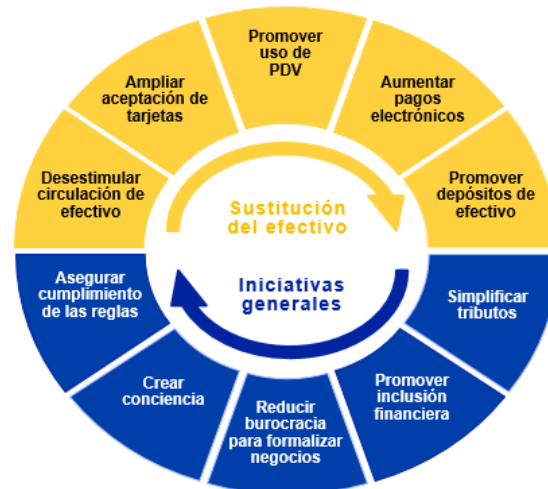 Promover
uso de
PDV
Ampliar
aceptación de
tarjetas
Aumentar
pagos
electrónicos
Desestimular
circulación de
efectivo
Promover
depósitos de
efectivo
Sustitución
del efectivo
Iniciativas
generales
Asegurar
cumplimiento
de las reglas
Simplificar
tributos
Crear
conciencia
Promover
inclusión
financiera
Reducir
burocracia
para formalizar
negocios